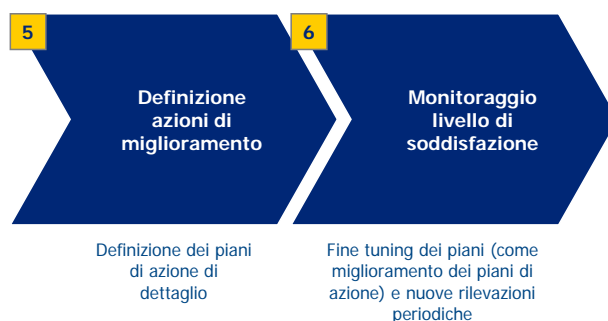 5
Definizione
azioni di
miglioramento
Definizione dei piani
di azione di
dettaglio
6
Monitoraggio
livello di
soddisfazione
Fine tuning dei piani (come
miglioramento dei piani di
azione) e nuove rilevazioni
periodiche